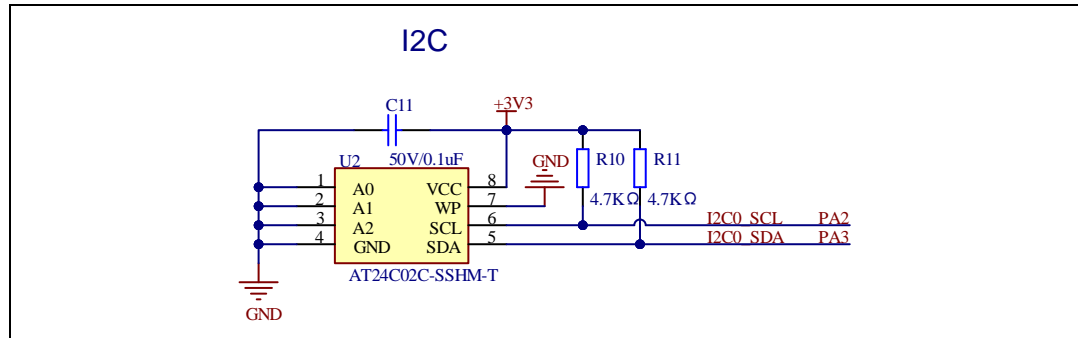 I2C
C11
+3V3
U2
50V/0.1uF
GND
R10
R11
1
A0
VCC
8
2
A1
WP
7
4.7KΩ
4.7KΩ
3
A2
SCL
6
I2C0_SCL
PA2
4
GND
SDA
5
I2C0_SDA
PA3
AT24C02C-SSHM-T
GND